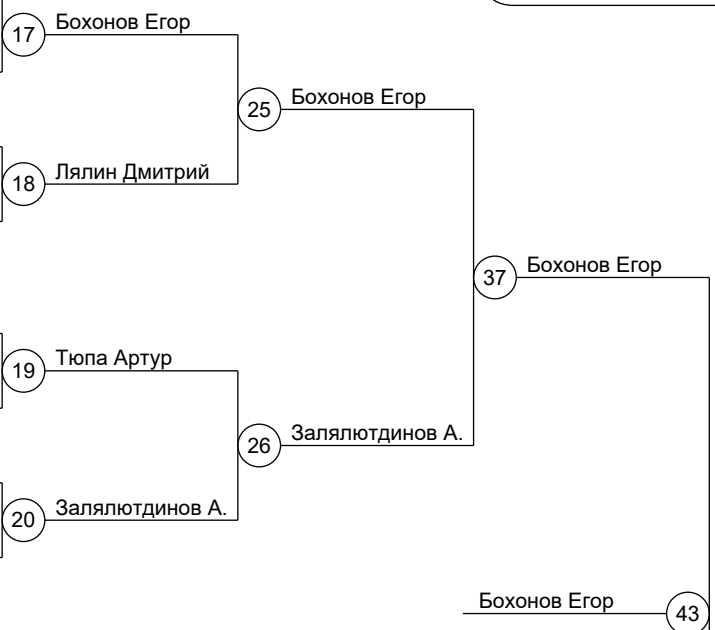 17 Бохонов Егор
25 Бохонов Егор
18 Лялин Дмитрий
37 Бохонов Егор
19 Тюпа Артур
26 Залялютдинов А.
20 Залялютдинов А.
Бохонов Егор 43